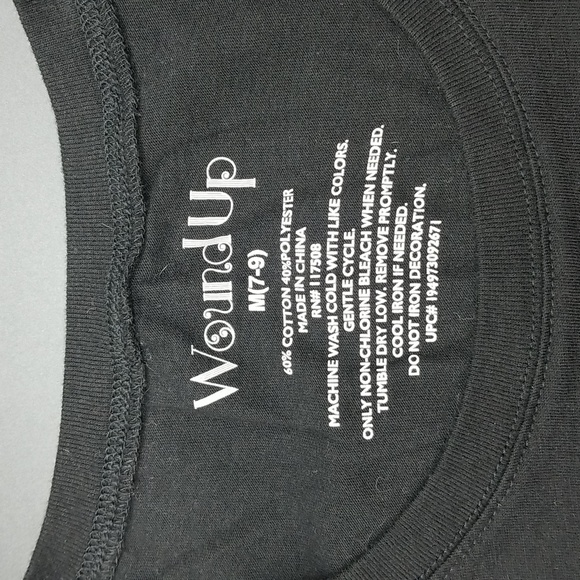 Wound Up
M(7-9)
60% COTTON 40%POLYESTER
MADE IN CHINA
RN# 117508
MACHINE WASH COLD WITH LIKE COLORS.
GENTLE CYCLE.
ONLY NON-CHLORINE BLEACH WHEN NEEDED.
TUMBLE DRY LOW. REMOVE PROMPTLY.
COOL IRON IF NEEDED.
DO NOT IRON DECORATION.
UPC# 194973092671